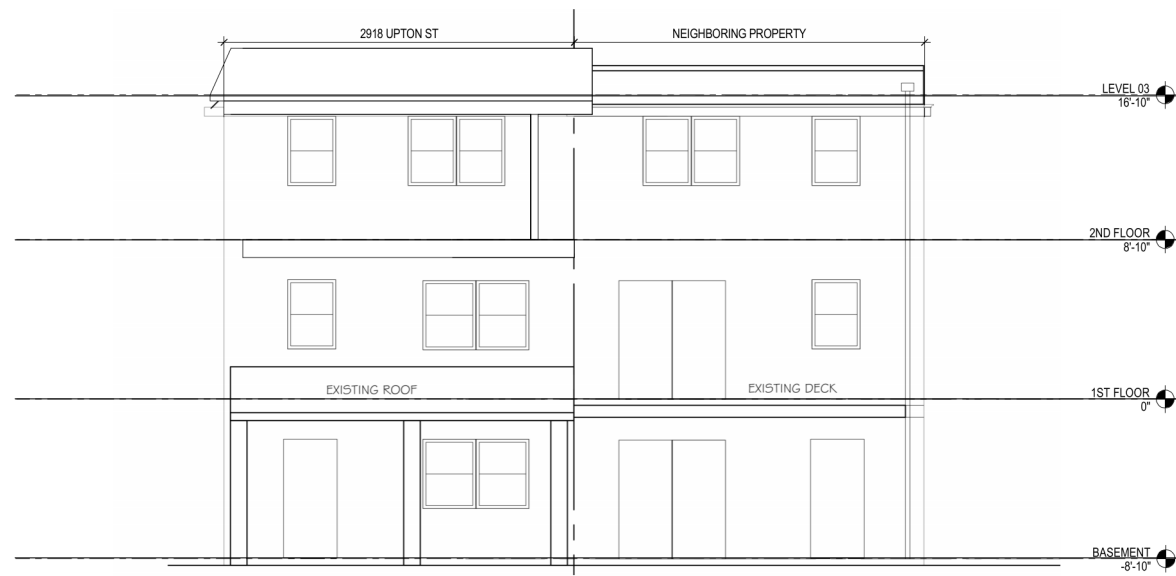 2918 UPTON ST
NEIGHBORING PROPERTY
LEVEL 03
16'-10"
2ND FLOOR
8'-10"
EXISTING ROOF
EXISTING DECK
1ST FLOOR
0"
BASEMENT
-8'-10"